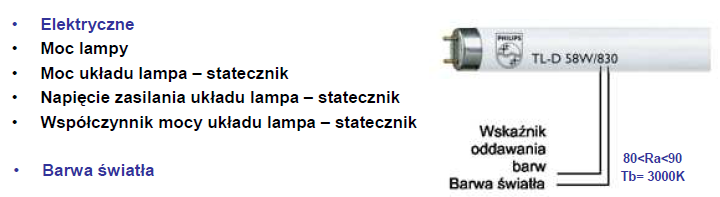 • Elektryczne
• Moc lampy
• Moc układu lampa – statecznik
• Napięcie zasilania układu lampa – statecznik
• Współczynnik mocy układu lampa – statecznik
• Barwa światła
PHILIPS
TL-D 58W/830
Wskaźnik
oddawania
barw
Barwa światła
80<Ra<90
Tb= 3000K